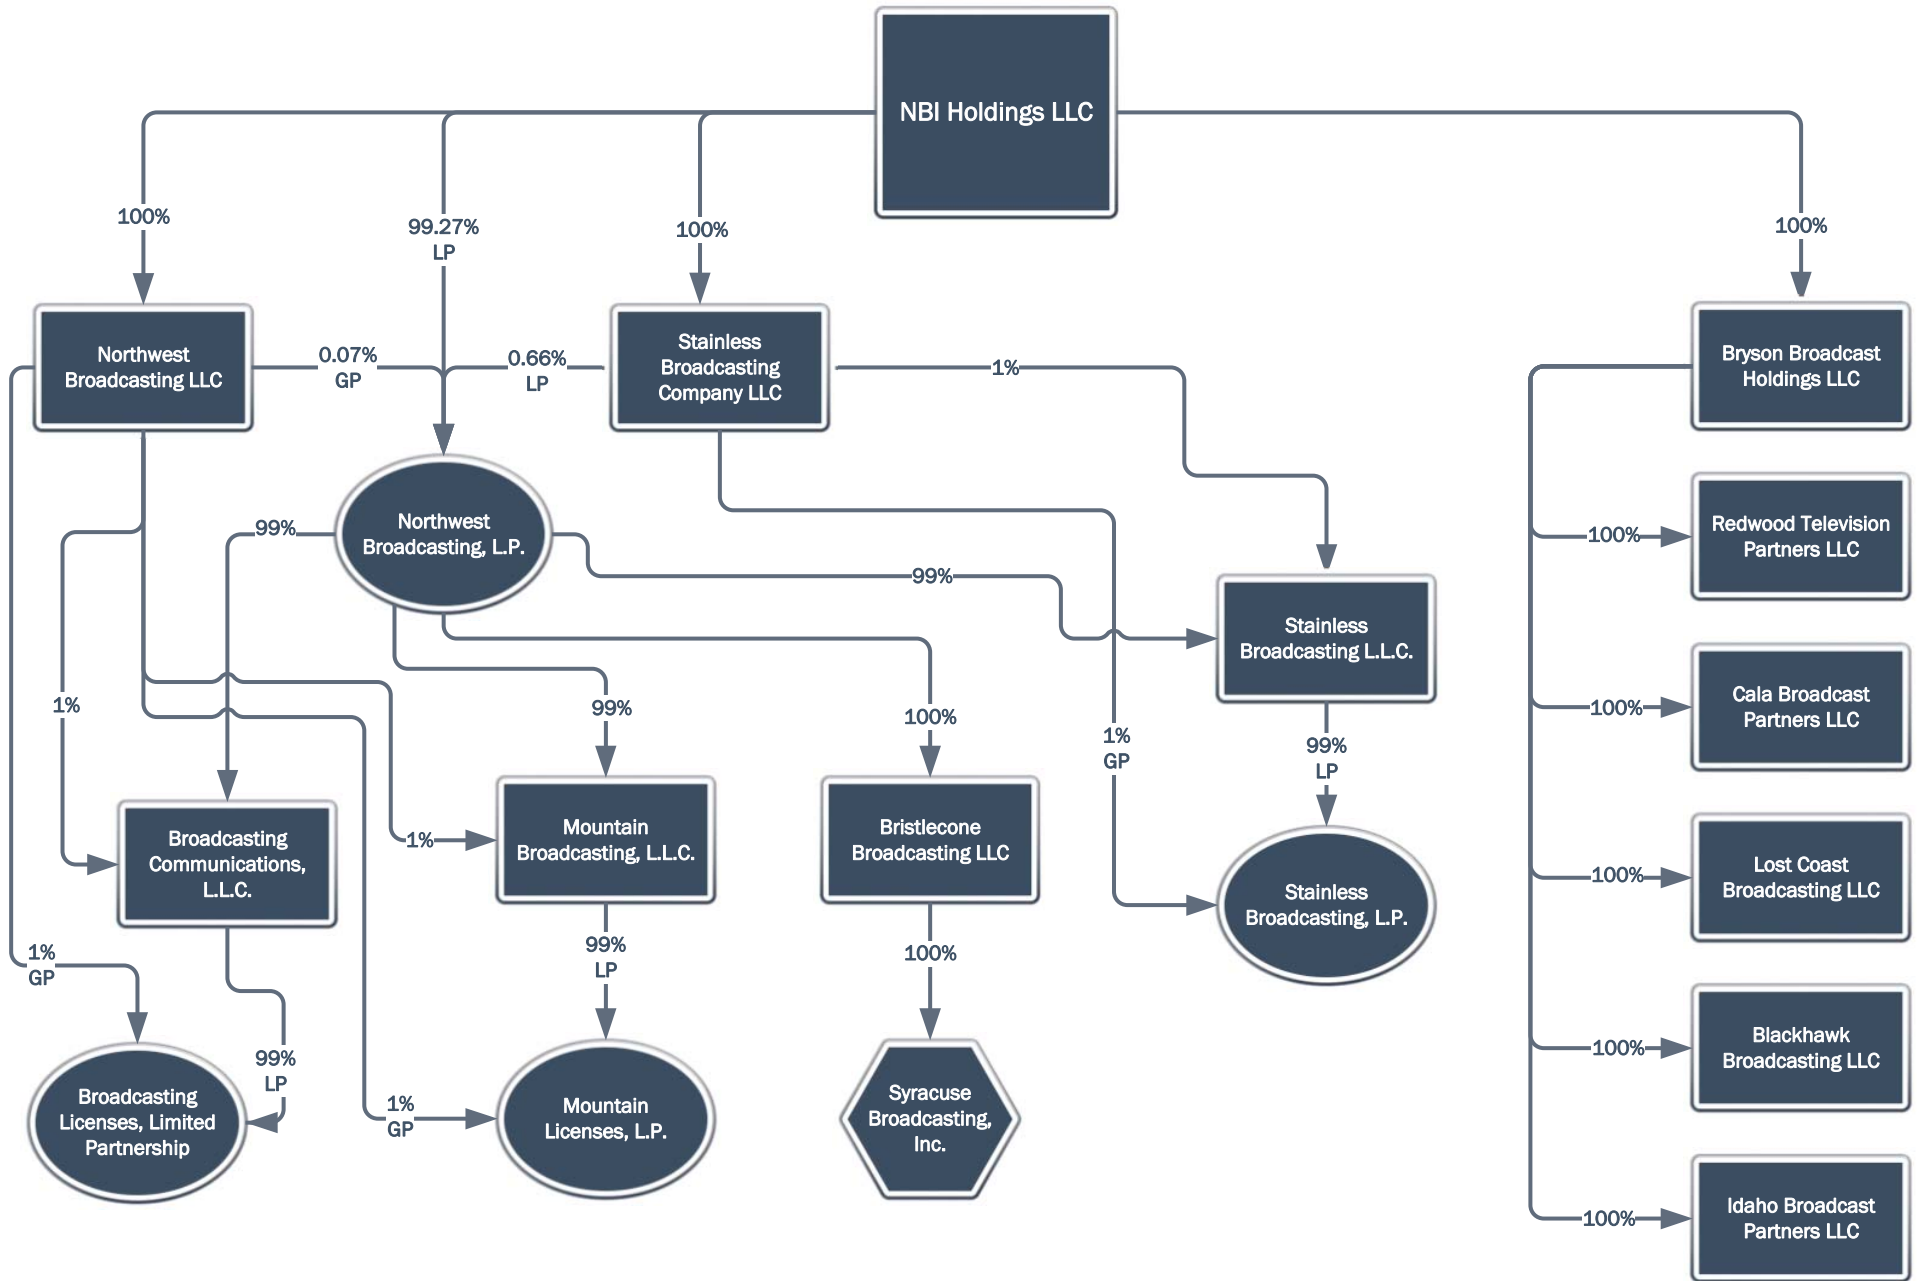 NBI Holdings LLC
100%
99.27%
LP
100%
100%
Northwest
Broadcasting LLC
0.07%
GP
0.66%
LP
Stainless
Broadcasting
Company LLC
1%
Bryson Broadcast
Holdings LLC
99%
Northwest
Broadcasting, L.P.
99%
100%
Redwood Television
Partners LLC
Stainless
Broadcasting L.L.C.
1%
99%
100%
1%
GP
99%
LP
100%
Cala Broadcast
Partners LLC
Broadcasting
Communications,
L.L.C.
1%
Mountain
Broadcasting, L.L.C.
Bristlecone
Broadcasting LLC
Stainless
Broadcasting, L.P.
100%
Lost Coast
Broadcasting LLC
1%
GP
99%
LP
100%
99%
LP
100%
Blackhawk
Broadcasting LLC
Broadcasting
Licenses, Limited
Partnership
1%
GP
Mountain
Licenses, L.P.
Syracuse
Broadcasting,
Inc.
100%
Idaho Broadcast
Partners LLC